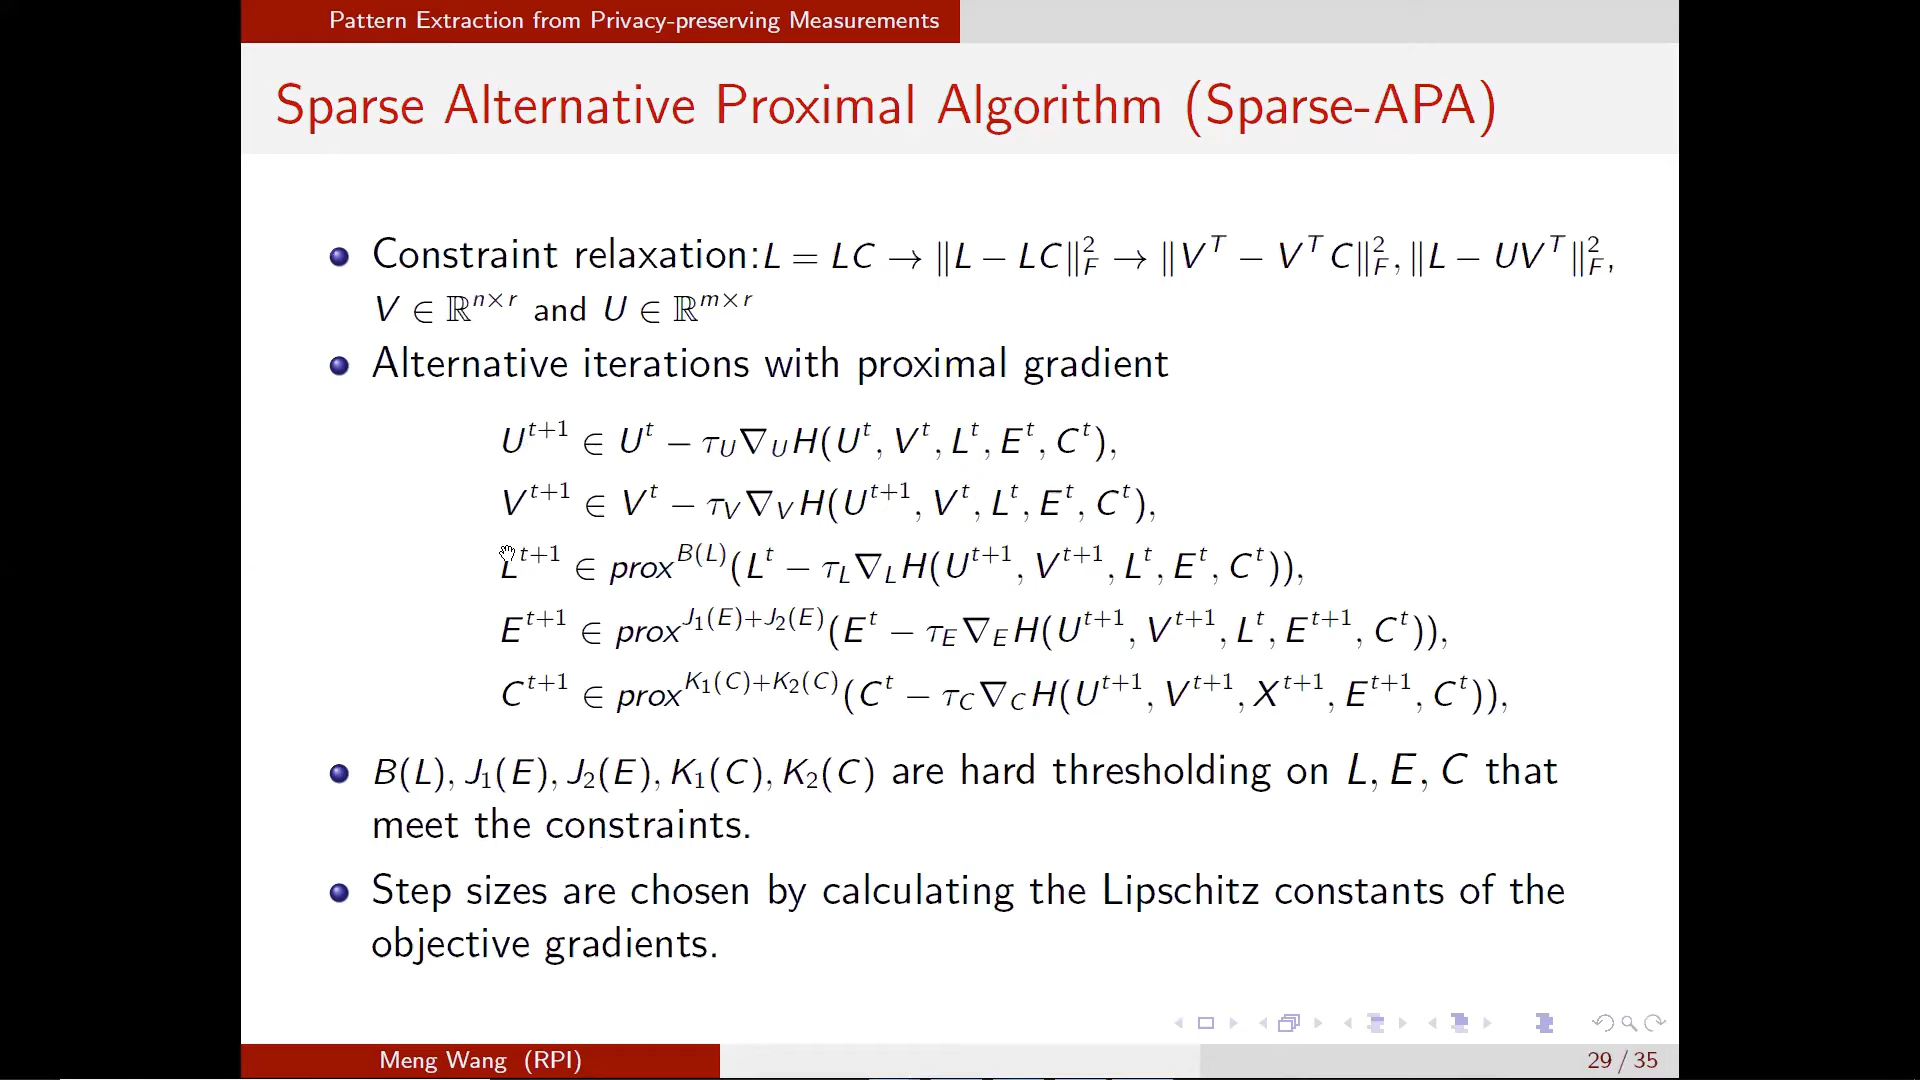 Pattern Extraction from Privacy-preserving Measurements
Sparse Alternative Proximal Algorithm (Sparse-APA)
Constraint relaxation:L = LC → ‖L − LC‖²_F → ‖V^T − V^T C‖²_F, ‖L − UV^T‖²_F,
V ∈ ℝ^{n×r} and U ∈ ℝ^{m×r}
Alternative iterations with proximal gradient
U^{t+1} ∈ U^t − τ_U∇_U H(U^t, V^t, L^t, E^t, C^t),
V^{t+1} ∈ V^t − τ_V∇_V H(U^{t+1}, V^t, L^t, E^t, C^t),
L^{t+1} ∈ prox^{B(L)}(L^t − τ_L∇_L H(U^{t+1}, V^{t+1}, L^t, E^t, C^t)),
E^{t+1} ∈ prox^{J_1(E)+J_2(E)}(E^t − τ_E∇_E H(U^{t+1}, V^{t+1}, L^t, E^{t+1}, C^t)),
C^{t+1} ∈ prox^{K_1(C)+K_2(C)}(C^t − τ_C∇_C H(U^{t+1}, V^{t+1}, X^{t+1}, E^{t+1}, C^t)),
B(L), J_1(E), J_2(E), K_1(C), K_2(C) are hard thresholding on L, E, C that
meet the constraints.
Step sizes are chosen by calculating the Lipschitz constants of the
objective gradients.
Meng Wang (RPI)
29 / 35